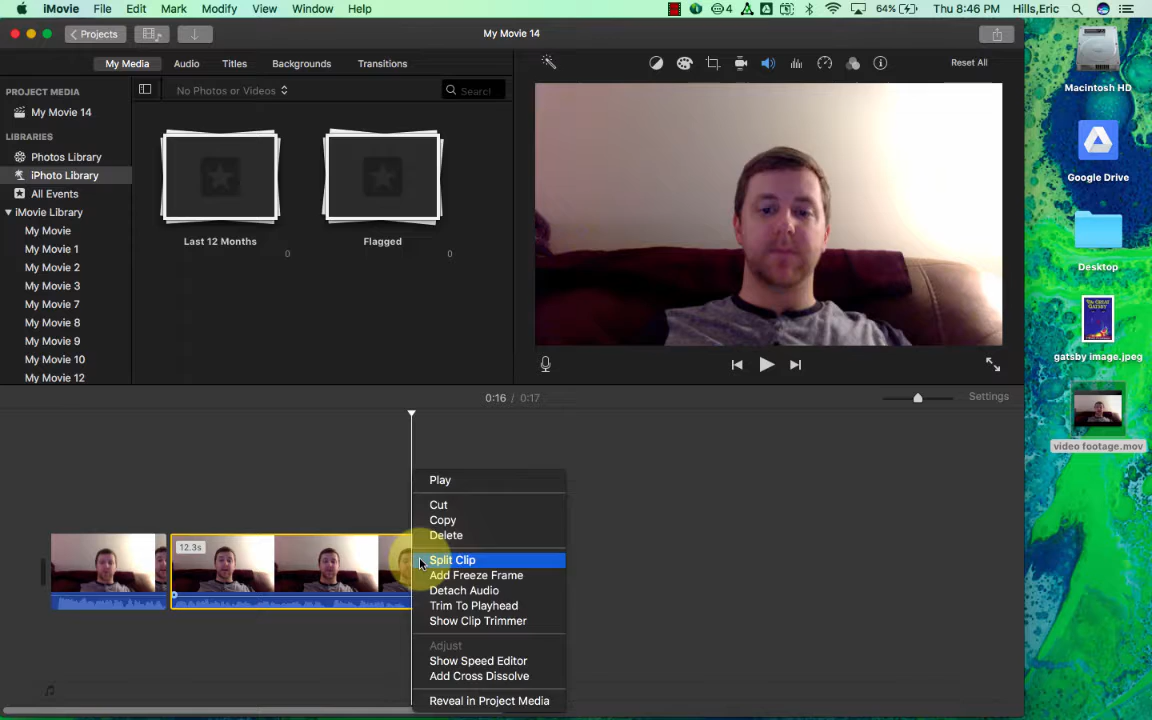 iMovie File Edit Mark Modify View Window Help
4 64% Thu 8:46 PM Hills,Eric
Projects
My Movie 14
My Media Audio Titles Backgrounds Transitions
Reset All
PROJECT MEDIA
My Movie 14
LIBRARIES
Photos Library
iPhoto Library
All Events
iMovie Library
My Movie
My Movie 1
My Movie 2
My Movie 3
My Movie 7
My Movie 8
My Movie 9
My Movie 10
My Movie 12
No Photos or Videos
Search
Last 12 Months
0
Flagged
0
0:16 / 0:17
Settings
12.3s
Play
Cut
Copy
Delete
Split Clip
Add Freeze Frame
Detach Audio
Trim To Playhead
Show Clip Trimmer
Adjust
Show Speed Editor
Add Cross Dissolve
Reveal in Project Media
Macintosh HD
Google Drive
Desktop
gatsby image.jpeg
video footage.mov